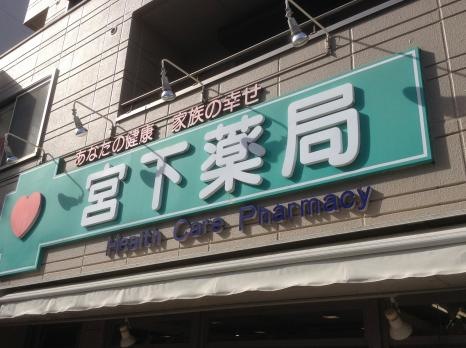 あなたの健康 家族の幸せ
宮下薬局
Health Care Pharmacy